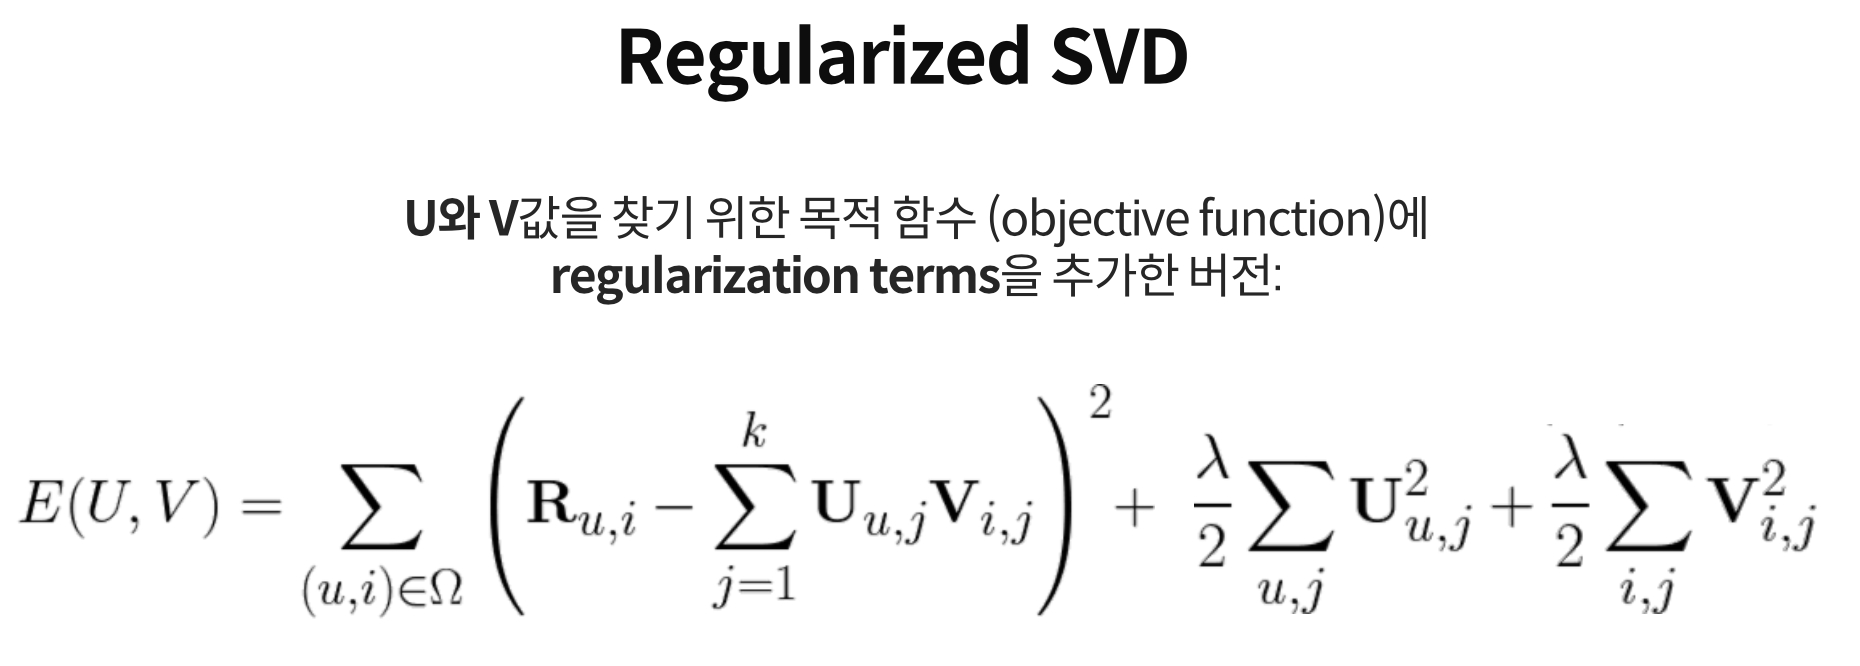 Regularized SVD
U와 V값을 찾기 위한 목적 함수 (objective function)에
regularization terms을 추가한 버전:
$E(U,V) = \sum_{(u,i)\in\Omega} \left( \mathbf{R}_{u,i} - \sum_{j=1}^{k} \mathbf{U}_{u,j} \mathbf{V}_{i,j} \right)^2 + \frac{\lambda}{2} \sum_{u,j} \mathbf{U}_{u,j}^2 + \frac{\lambda}{2} \sum_{i,j} \mathbf{V}_{i,j}^2$